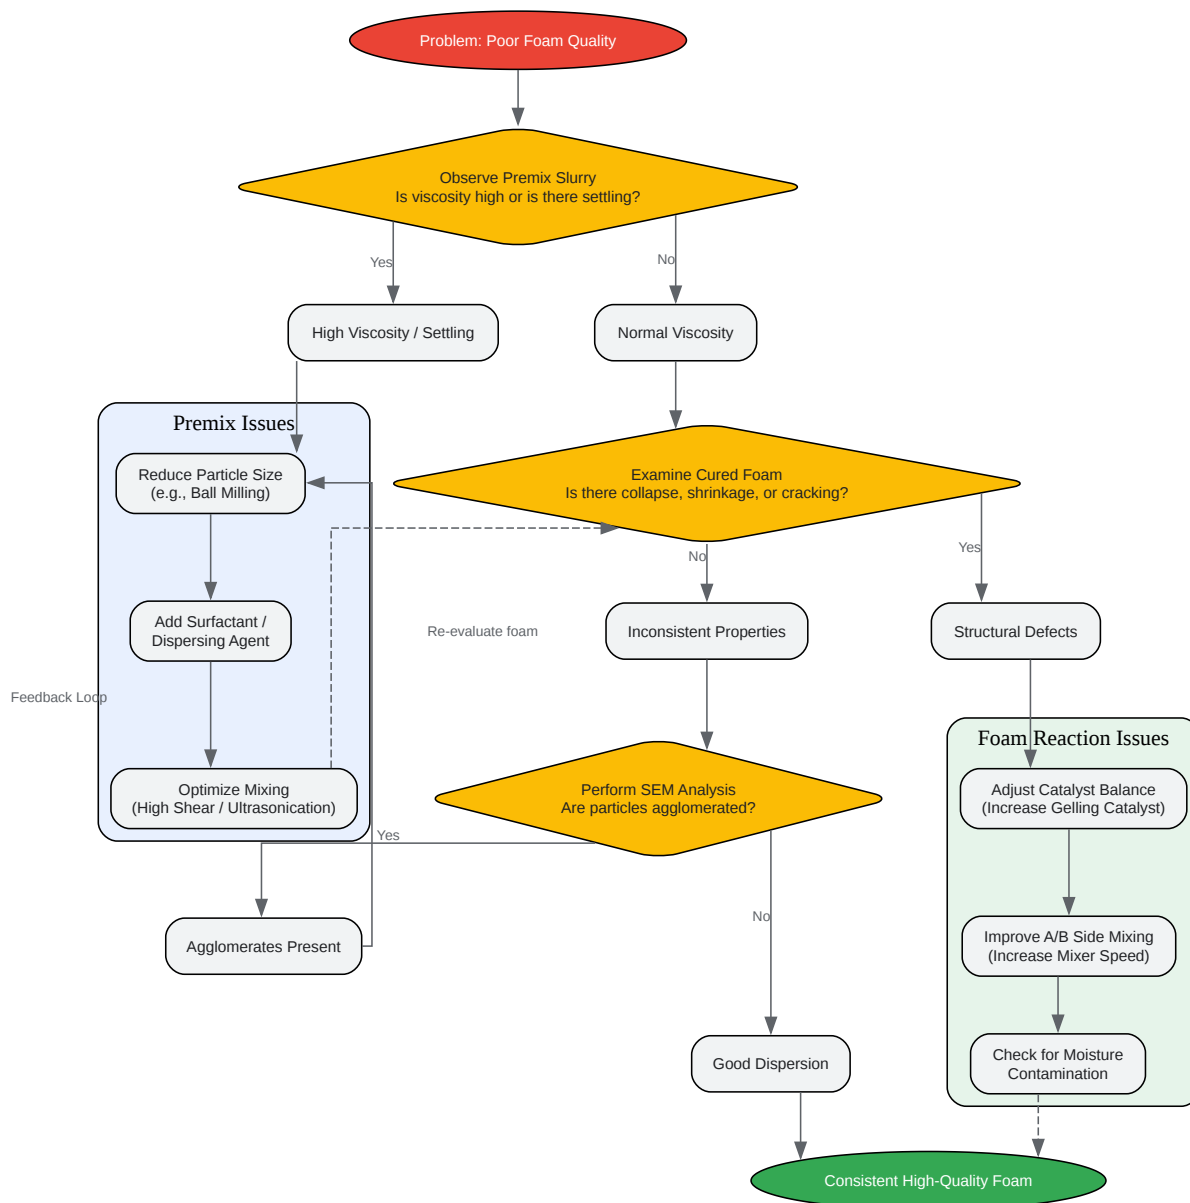 Problem: Poor Foam Quality
Observe Premix Slurry
Is viscosity high or is there settling?
Yes
No
High Viscosity / Settling
Normal Viscosity
Premix Issues
Reduce Particle Size
(e.g., Ball Milling)
Examine Cured Foam
Is there collapse, shrinkage, or cracking?
No
Yes
Add Surfactant /
Dispersing Agent
Re-evaluate foam
Inconsistent Properties
Structural Defects
Feedback Loop
Foam Reaction Issues
Optimize Mixing
(High Shear / Ultrasonication)
Perform SEM Analysis
Are particles agglomerated?
Adjust Catalyst Balance
(Increase Gelling Catalyst)
Yes
No
Agglomerates Present
Improve A/B Side Mixing
(Increase Mixer Speed)
Good Dispersion
Check for Moisture
Contamination
Consistent High-Quality Foam